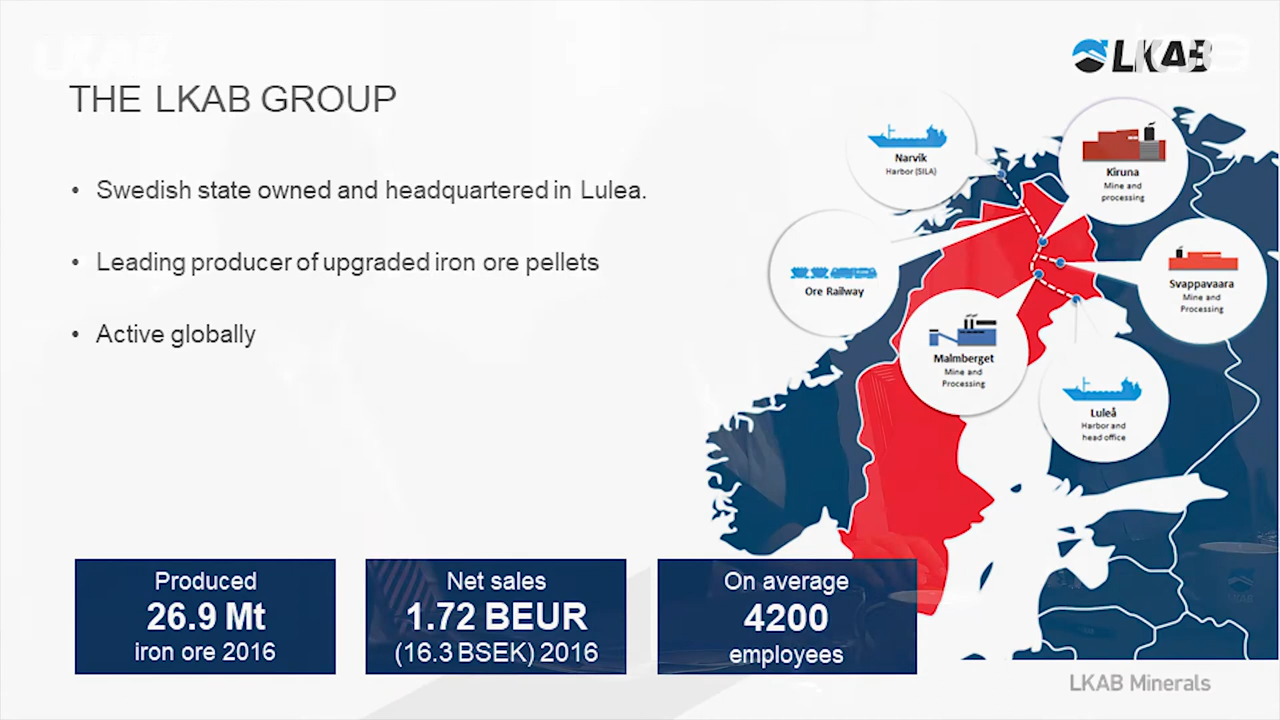 LKAB
THE LKAB GROUP
• Swedish state owned and headquartered in Lulea.
• Leading producer of upgraded iron ore pellets
• Active globally
Narvik
Harbor (SILA)
Kiruna
Mine and
processing
Ore Railway
Svappavaara
Mine and
Processing
Malmberget
Mine and
Processing
Luleå
Harbor and
head office
Produced
26.9 Mt
iron ore 2016
Net sales
1.72 BEUR
(16.3 BSEK) 2016
On average
4200
employees
LKAB Minerals